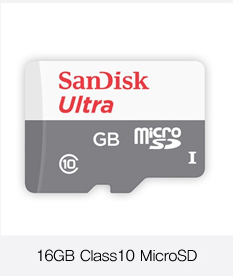 SanDisk
Ultra
GB
micro
SD
I
10
16GB Class10 MicroSD